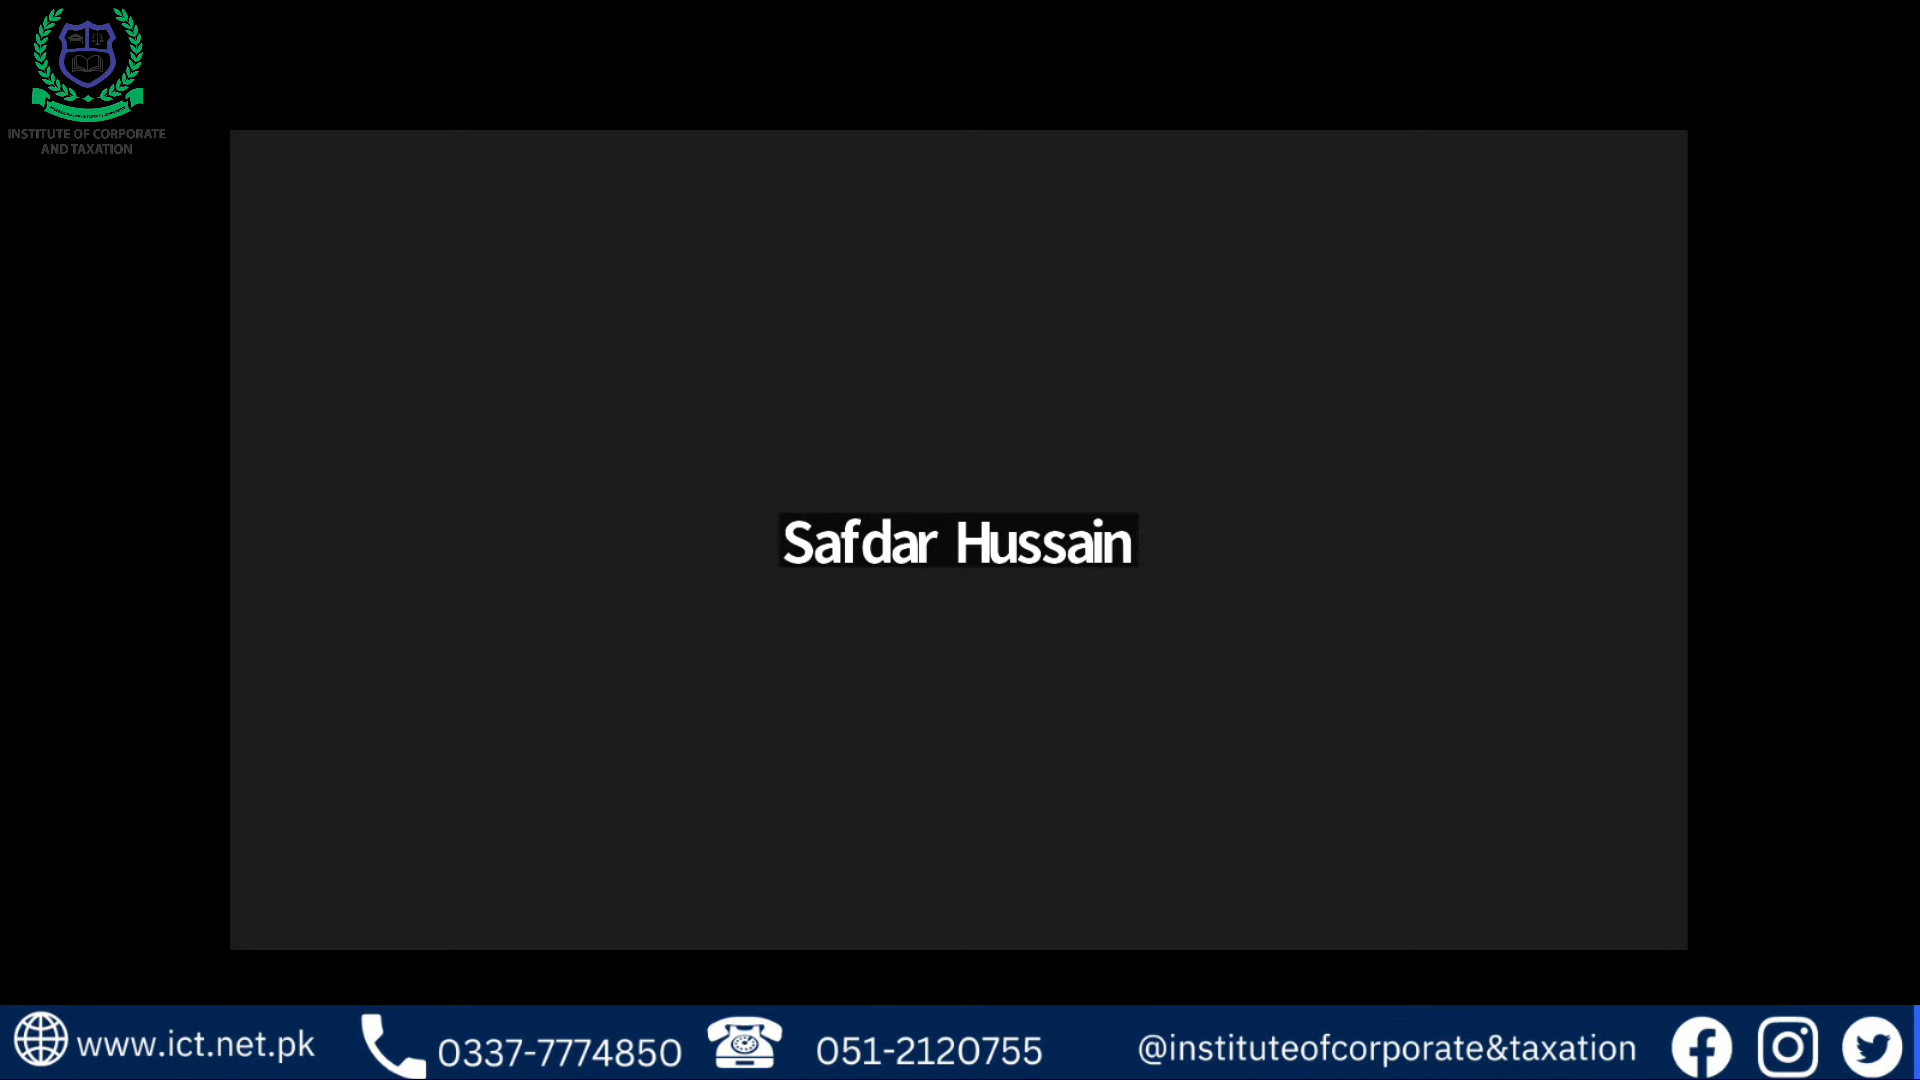 INSTITUTE OF CORPORATE
AND TAXATION
Safdar Hussain
www.ict.net.pk
0337-7774850
051-2120755
@instituteofcorporate&taxation